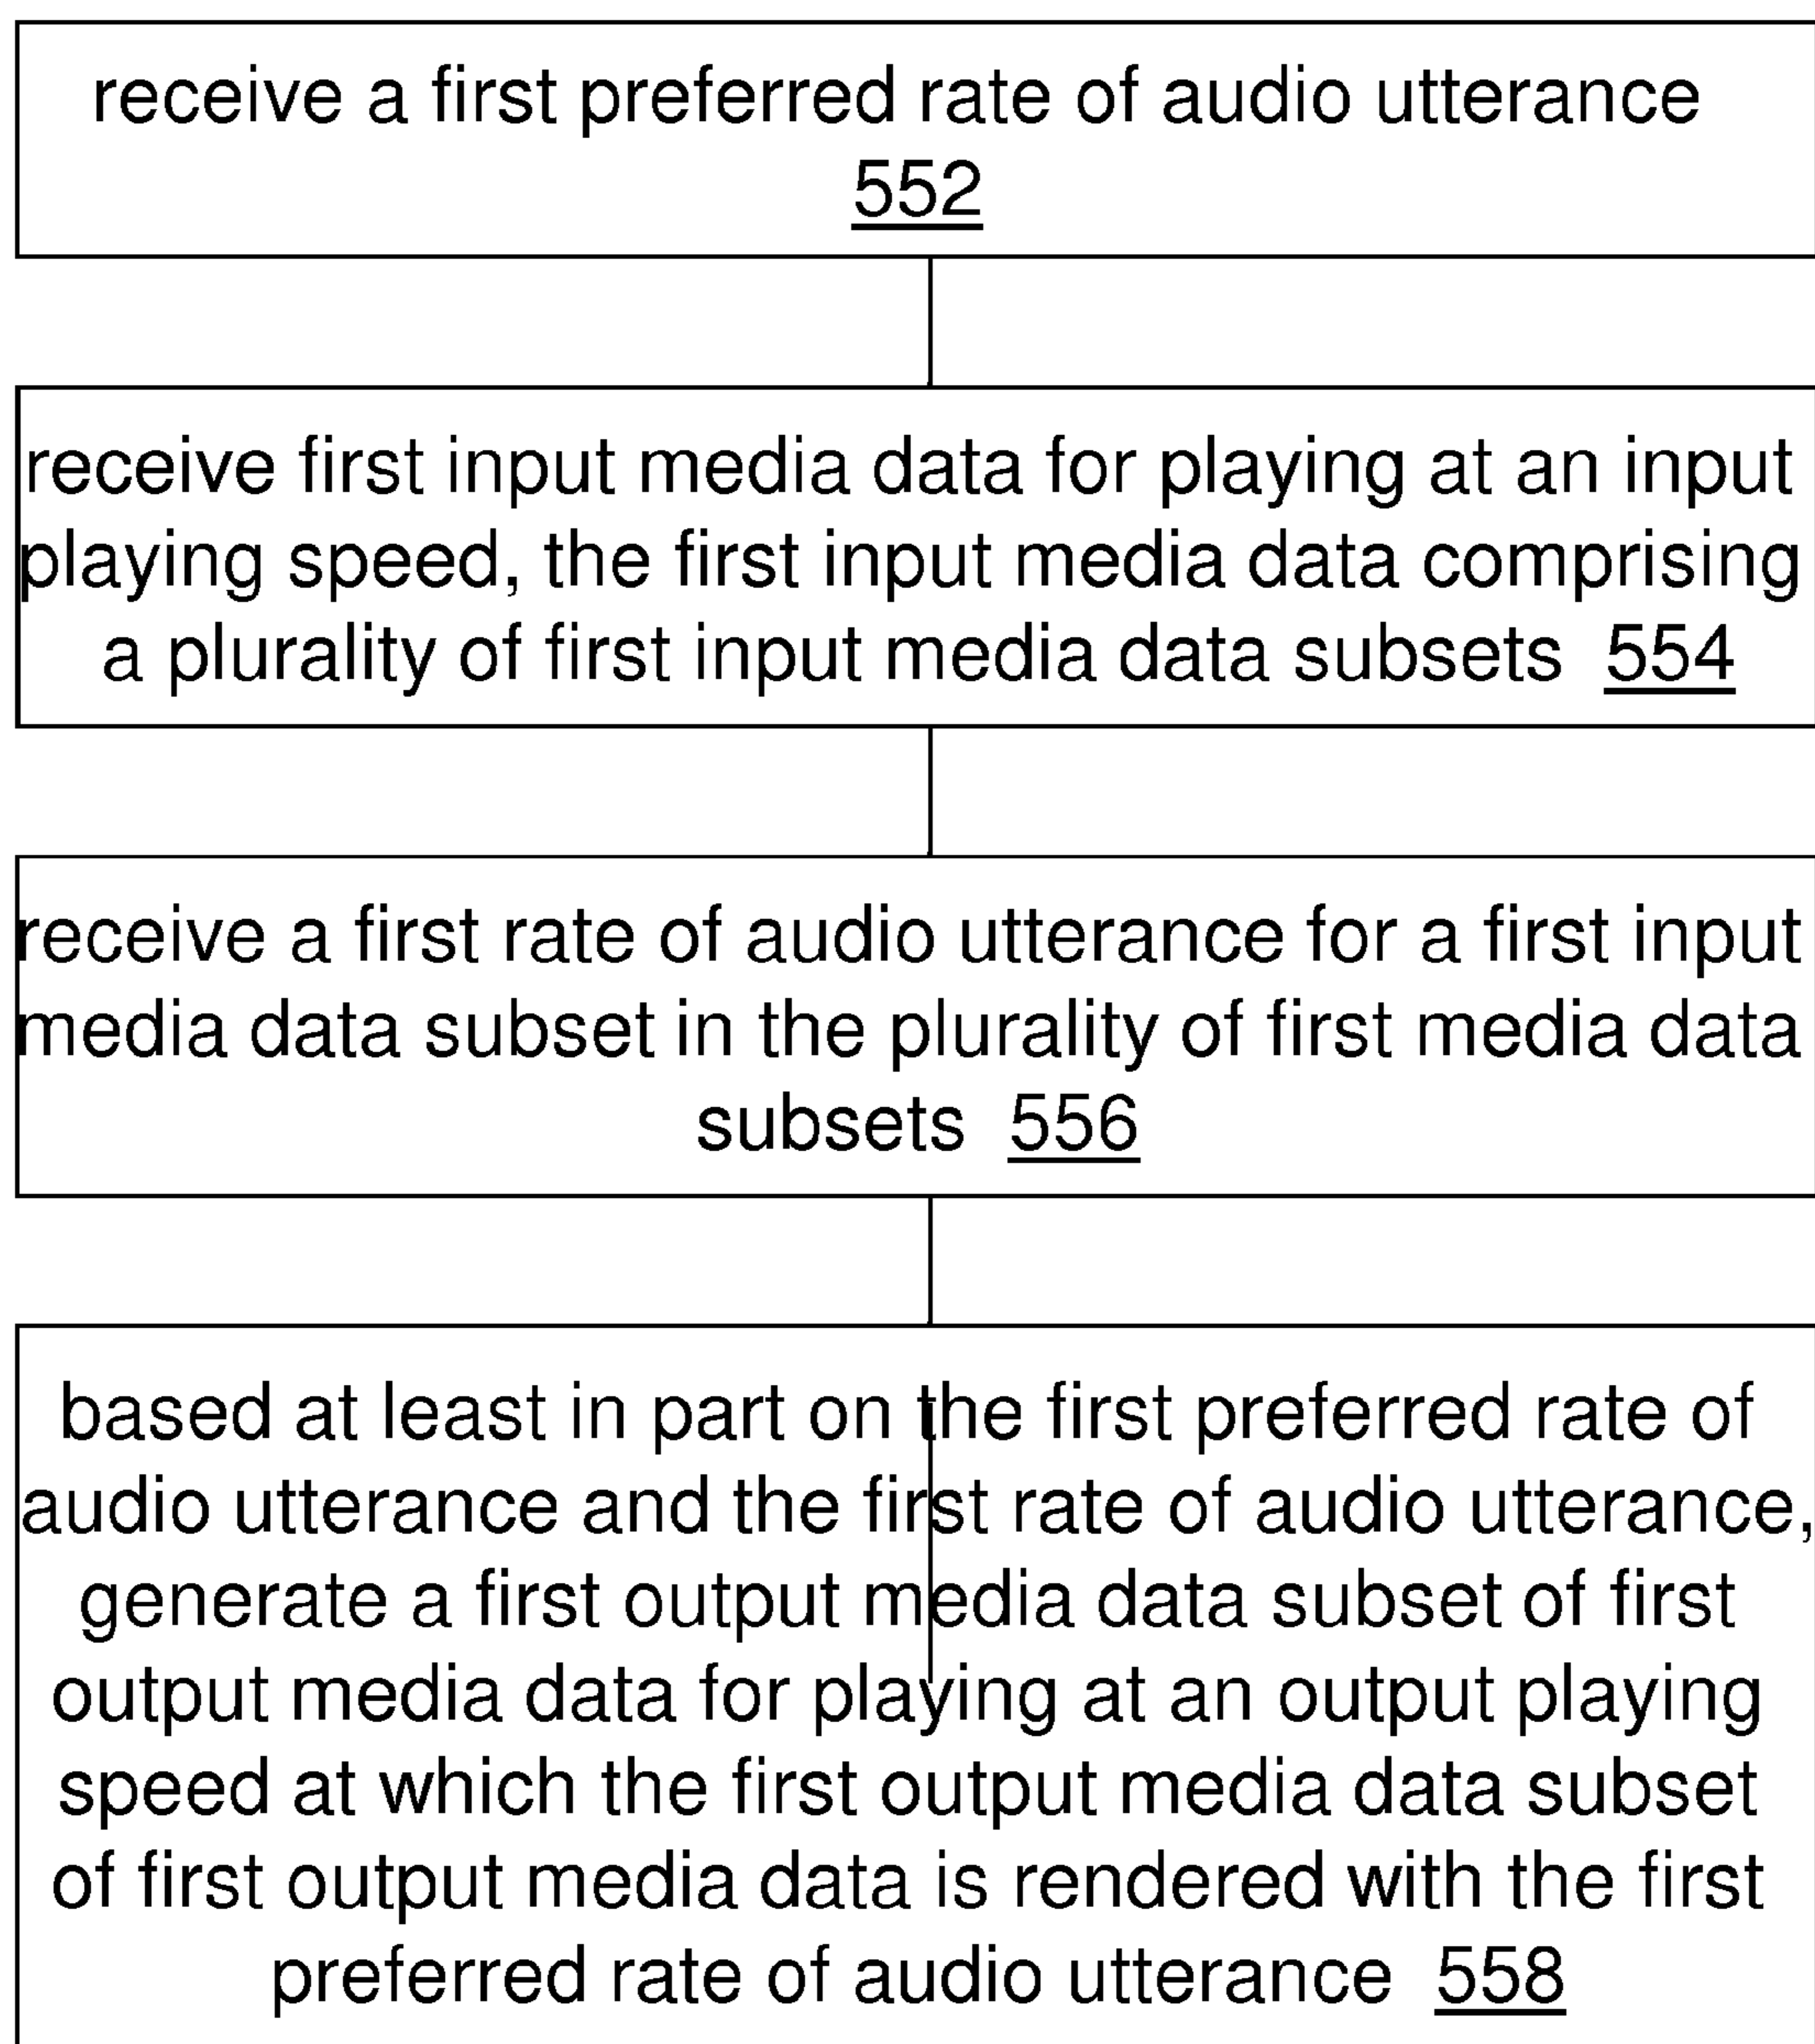 receive a first preferred rate of audio utterance
552
receive first input media data for playing at an input
playing speed, the first input media data comprising
a plurality of first input media data subsets 554
receive a first rate of audio utterance for a first input
media data subset in the plurality of first media data
subsets 556
based at least in part on the first preferred rate of
audio utterance and the first rate of audio utterance,
generate a first output media data subset of first
output media data for playing at an output playing
speed at which the first output media data subset
of first output media data is rendered with the first
preferred rate of audio utterance 558